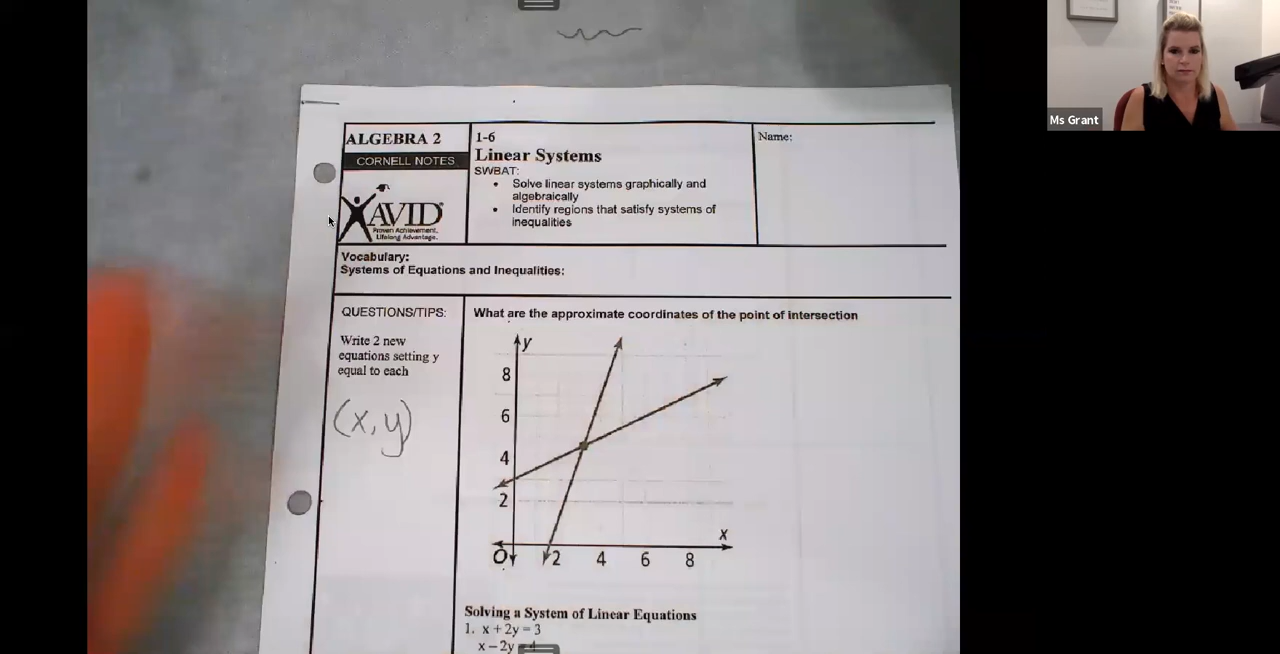 Ms Grant
ALGEBRA 2
CORNELL NOTES
AVID
Proven Achievement.
Lifelong Advantage.
1-6
Linear Systems
SWBAT:
• Solve linear systems graphically and
algebraically
• Identify regions that satisfy systems of
inequalities
Name:
Vocabulary:
Systems of Equations and Inequalities:
QUESTIONS/TIPS:
Write 2 new
equations setting y
equal to each
(x,y)
What are the approximate coordinates of the point of intersection
y
8
6
4
2
O 2 4 6 8
x
Solving a System of Linear Equations
1. x + 2y = 3
x – 2y =